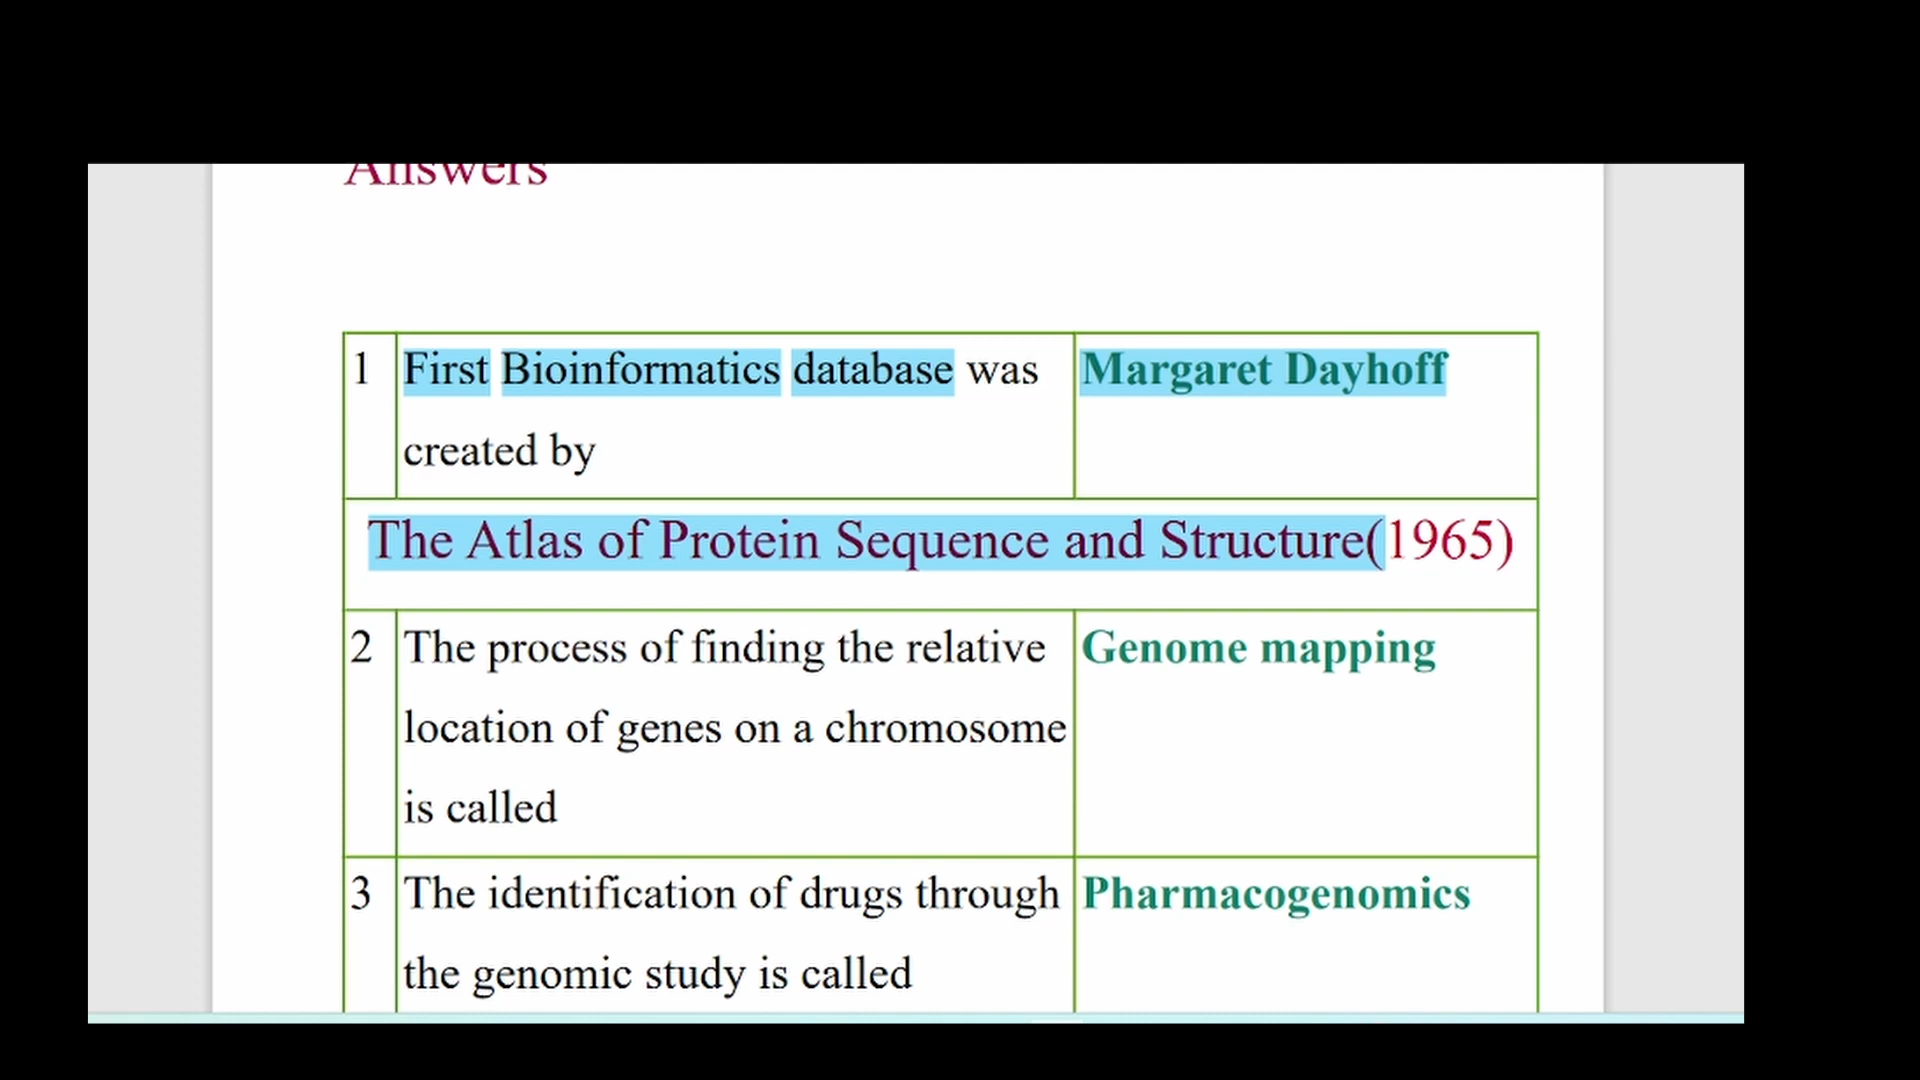 Answers
1 First Bioinformatics database was Margaret Dayhoff
created by
The Atlas of Protein Sequence and Structure(1965)
2 The process of finding the relative Genome mapping
location of genes on a chromosome
is called
3 The identification of drugs through Pharmacogenomics
the genomic study is called